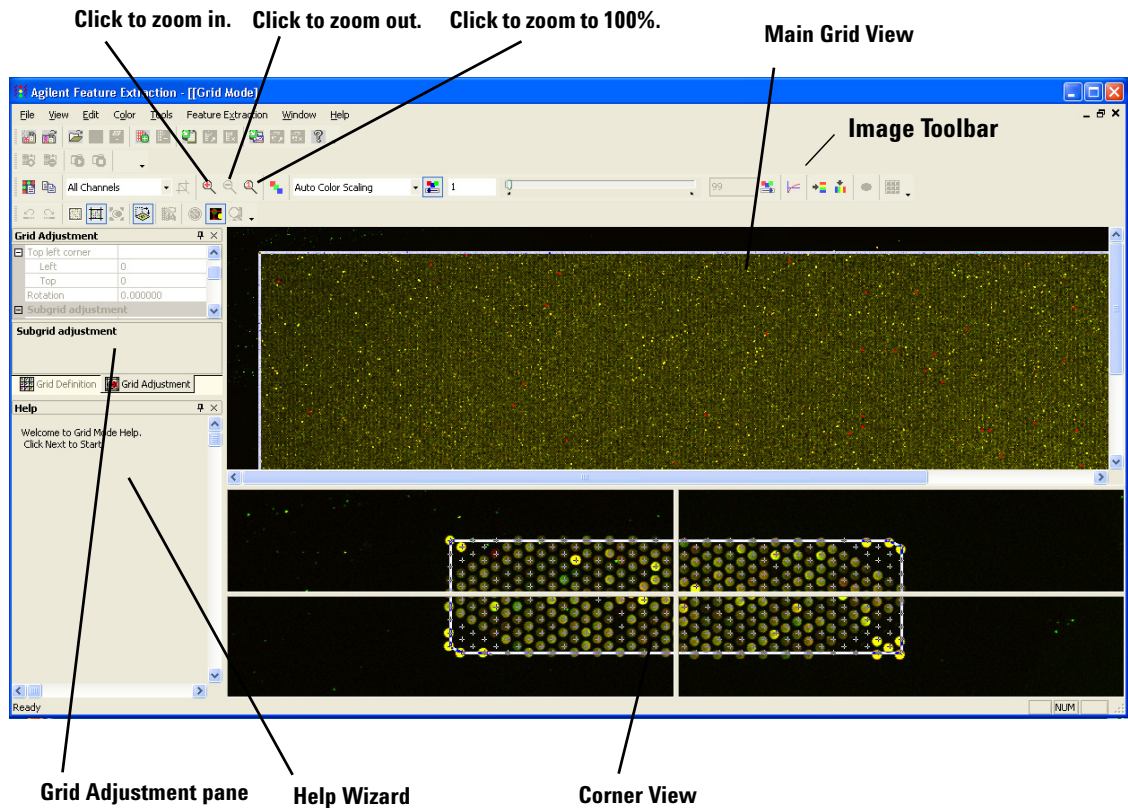 Click to zoom in. Click to zoom out. Click to zoom to 100%.
Main Grid View
Agilent Feature Extraction - [[Grid Mode]
File View Edit Color Tools Feature Extraction Window Help
Image Toolbar
All Channels Auto Color Scaling 1 99
Grid Adjustment
Top left corner
Left 0
Top 0
Rotation 0.000000
Subgrid adjustment
Subgrid adjustment
Grid Definition Grid Adjustment
Help
Welcome to Grid Mode Help.
Click Next to Start
Ready NUM
Grid Adjustment pane Help Wizard Corner View